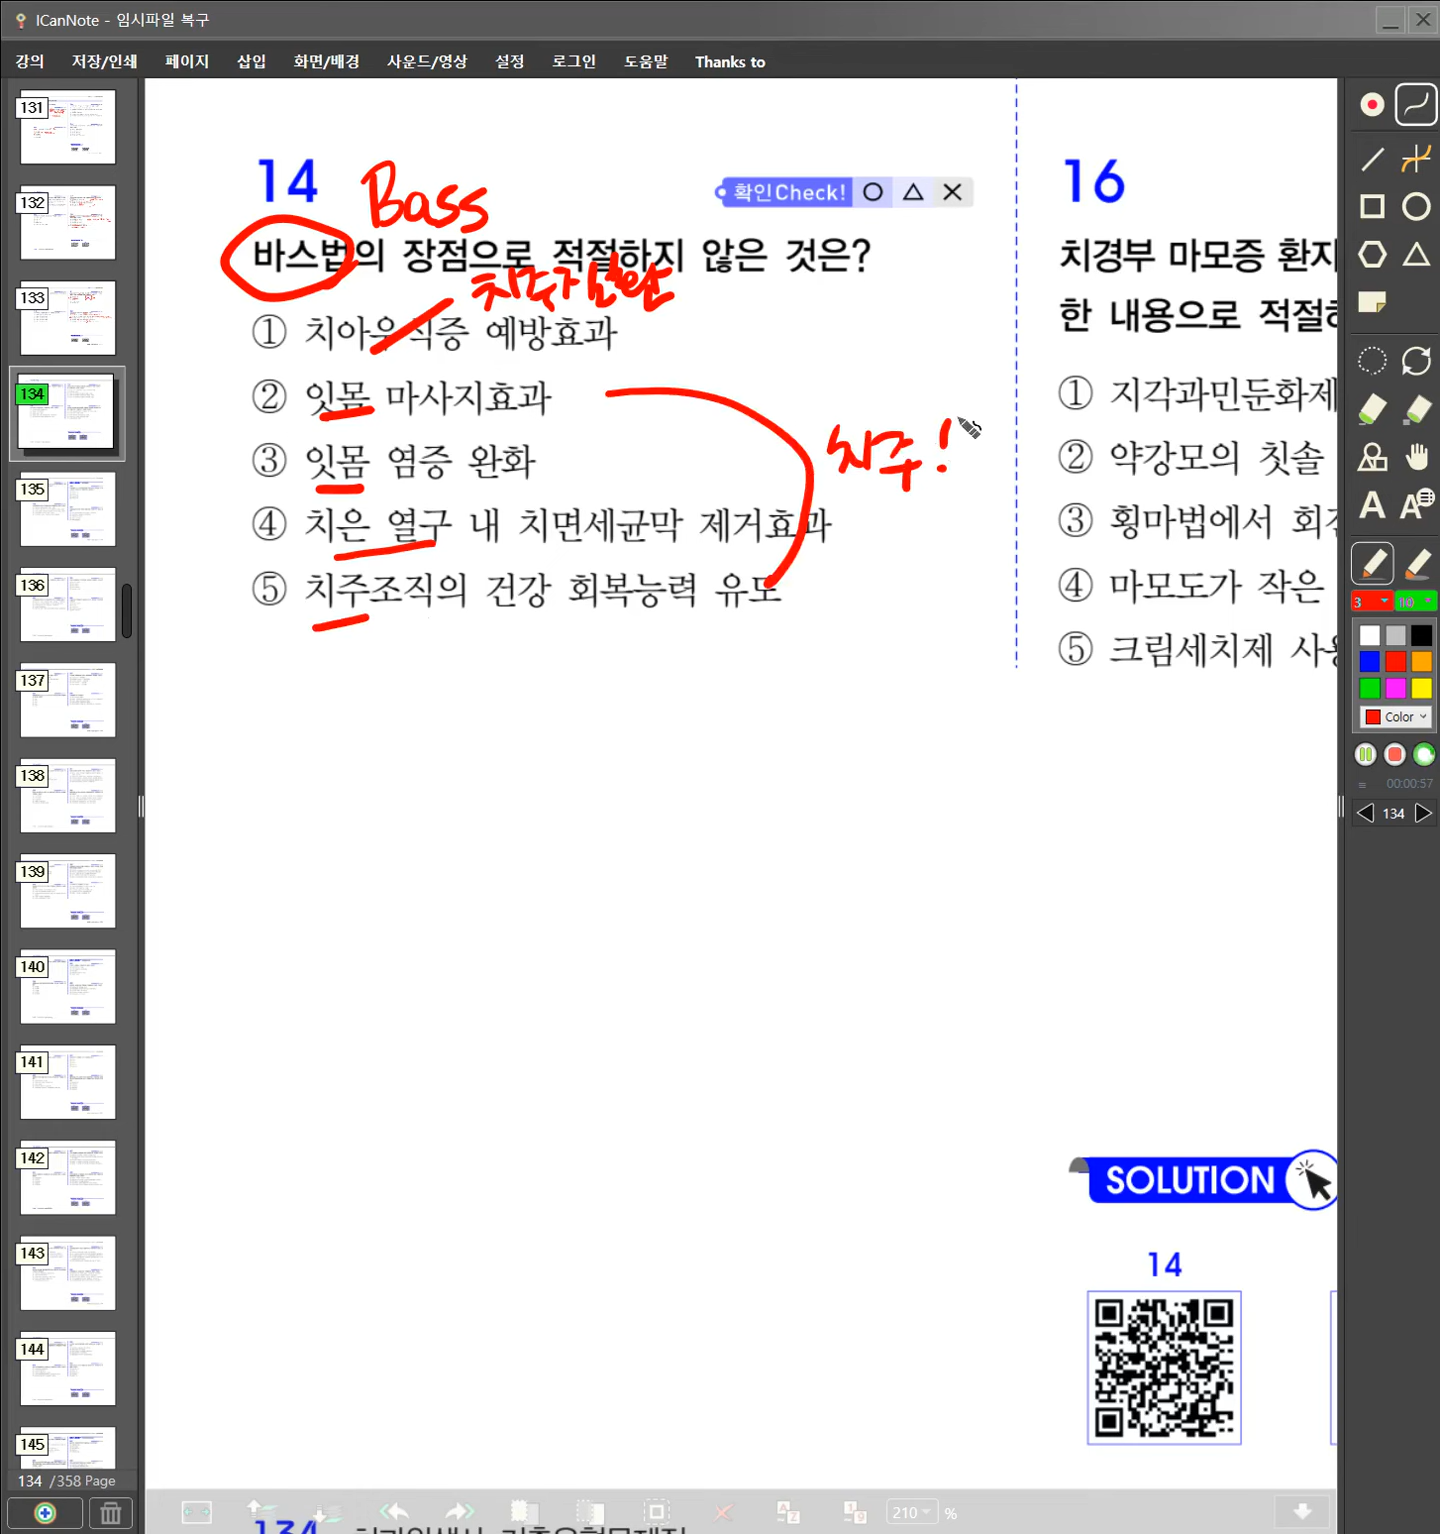 ICanNote - 임시파일 복구
강의 저장/인쇄 페이지 삽입 화면/배경 사운드/영상 설정 로그인 도움말 Thanks to
131
132
133
134
135
136
137
138
139
140
141
142
143
144
145
134 /358 Page
14
Bass
확인Check! ○ △ ✕
바스법의 장점으로 적절하지 않은 것은?
치주질환
① 치아우식증 예방효과
② 잇몸 마사지효과
③ 잇몸 염증 완화
④ 치은 열구 내 치면세균막 제거효과
⑤ 치주조직의 건강 회복능력 유도
치주!
16
치경부 마모증 환자
한 내용으로 적절하
① 지각과민둔화제
② 약강모의 칫솔
③ 횡마법에서 회전
④ 마모도가 작은
⑤ 크림세치제 사용
SOLUTION
14
3
Color
00:00:57
134
210 %